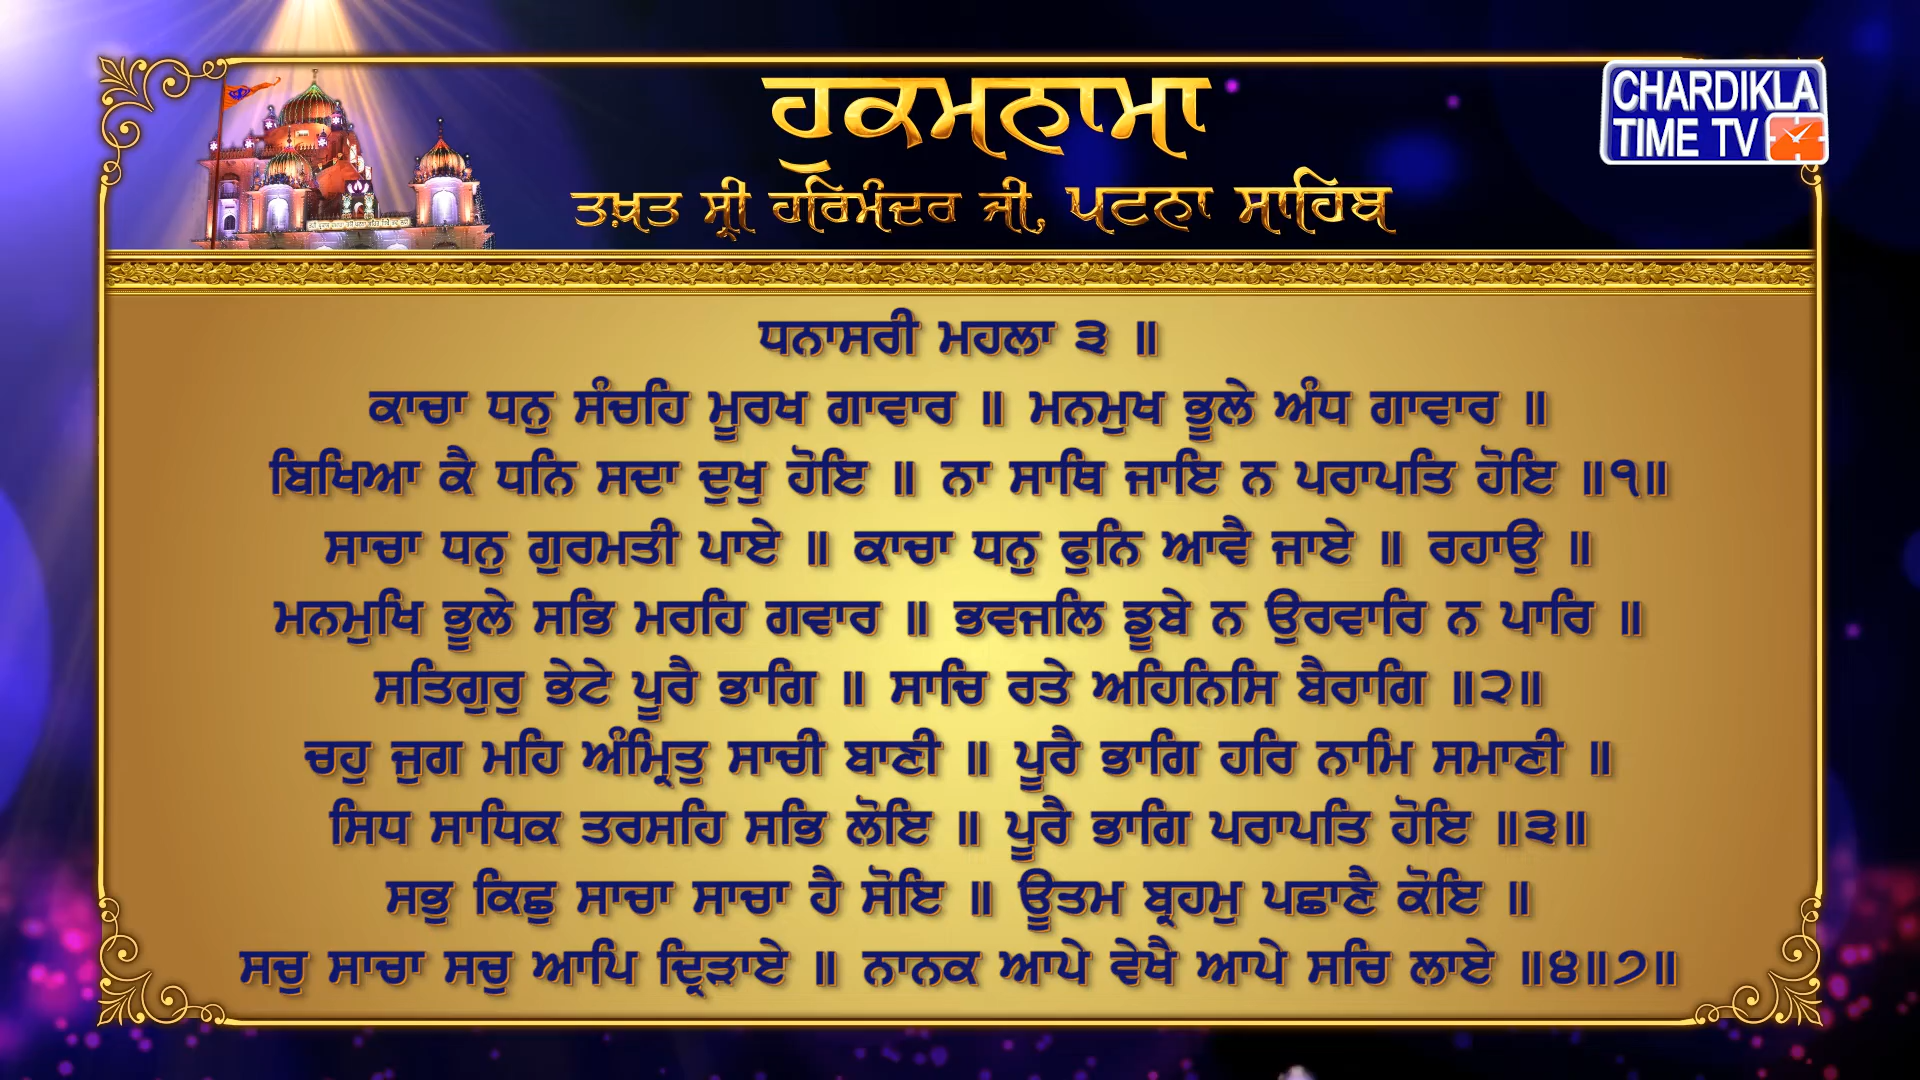 ਹੁਕਮਨਾਮਾ
CHARDIKLA
TIME TV
ਤਖ਼ਤ ਸ੍ਰੀ ਹਰਿਮੰਦਰ ਜੀ, ਪਟਨਾ ਸਾਹਿਬ
ਧਨਾਸਰੀ ਮਹਲਾ ੩ ॥
ਕਾਚਾ ਧਨੁ ਸੰਚਹਿ ਮੂਰਖ ਗਾਵਾਰ ॥ ਮਨਮੁਖ ਭੂਲੇ ਅੰਧ ਗਾਵਾਰ ॥
ਬਿਖਿਆ ਕੈ ਧਨਿ ਸਦਾ ਦੁਖੁ ਹੋਇ ॥ ਨਾ ਸਾਥਿ ਜਾਇ ਨ ਪਰਾਪਤਿ ਹੋਇ ॥੧॥
ਸਾਚਾ ਧਨੁ ਗੁਰਮਤੀ ਪਾਏ ॥ ਕਾਚਾ ਧਨੁ ਫੁਨਿ ਆਵੈ ਜਾਏ ॥ ਰਹਾਉ ॥
ਮਨਮੁਖਿ ਭੂਲੇ ਸਭਿ ਮਰਹਿ ਗਵਾਰ ॥ ਭਵਜਲਿ ਡੂਬੇ ਨ ਉਰਵਾਰਿ ਨ ਪਾਰਿ ॥
ਸਤਿਗੁਰੁ ਭੇਟੇ ਪੂਰੈ ਭਾਗਿ ॥ ਸਾਚਿ ਰਤੇ ਅਹਿਨਿਸਿ ਬੈਰਾਗਿ ॥੨॥
ਚਹੁ ਜੁਗ ਮਹਿ ਅੰਮ੍ਰਿਤੁ ਸਾਚੀ ਬਾਣੀ ॥ ਪੂਰੈ ਭਾਗਿ ਹਰਿ ਨਾਮਿ ਸਮਾਣੀ ॥
ਸਿਧ ਸਾਧਿਕ ਤਰਸਹਿ ਸਭਿ ਲੋਇ ॥ ਪੂਰੈ ਭਾਗਿ ਪਰਾਪਤਿ ਹੋਇ ॥੩॥
ਸਭੁ ਕਿਛੁ ਸਾਚਾ ਸਾਚਾ ਹੈ ਸੋਇ ॥ ਊਤਮ ਬ੍ਰਹਮੁ ਪਛਾਣੈ ਕੋਇ ॥
ਸਚੁ ਸਾਚਾ ਸਚੁ ਆਪਿ ਦ੍ਰਿੜਾਏ ॥ ਨਾਨਕ ਆਪੇ ਵੇਖੈ ਆਪੇ ਸਚਿ ਲਾਏ ॥੪॥੭॥